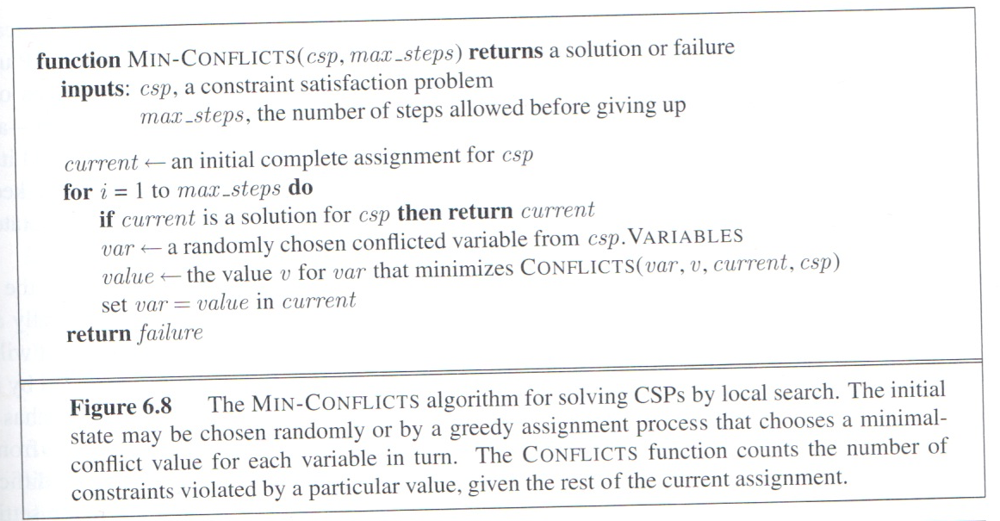 function MIN-CONFLICTS(csp, max_steps) returns a solution or failure
inputs: csp, a constraint satisfaction problem
max_steps, the number of steps allowed before giving up
current ← an initial complete assignment for csp
for i = 1 to max_steps do
if current is a solution for csp then return current
var ← a randomly chosen conflicted variable from csp.VARIABLES
value ← the value v for var that minimizes CONFLICTS(var, v, current, csp)
set var = value in current
return failure
Figure 6.8 The MIN-CONFLICTS algorithm for solving CSPs by local search. The initial
state may be chosen randomly or by a greedy assignment process that chooses a minimal-
conflict value for each variable in turn. The CONFLICTS function counts the number of
constraints violated by a particular value, given the rest of the current assignment.